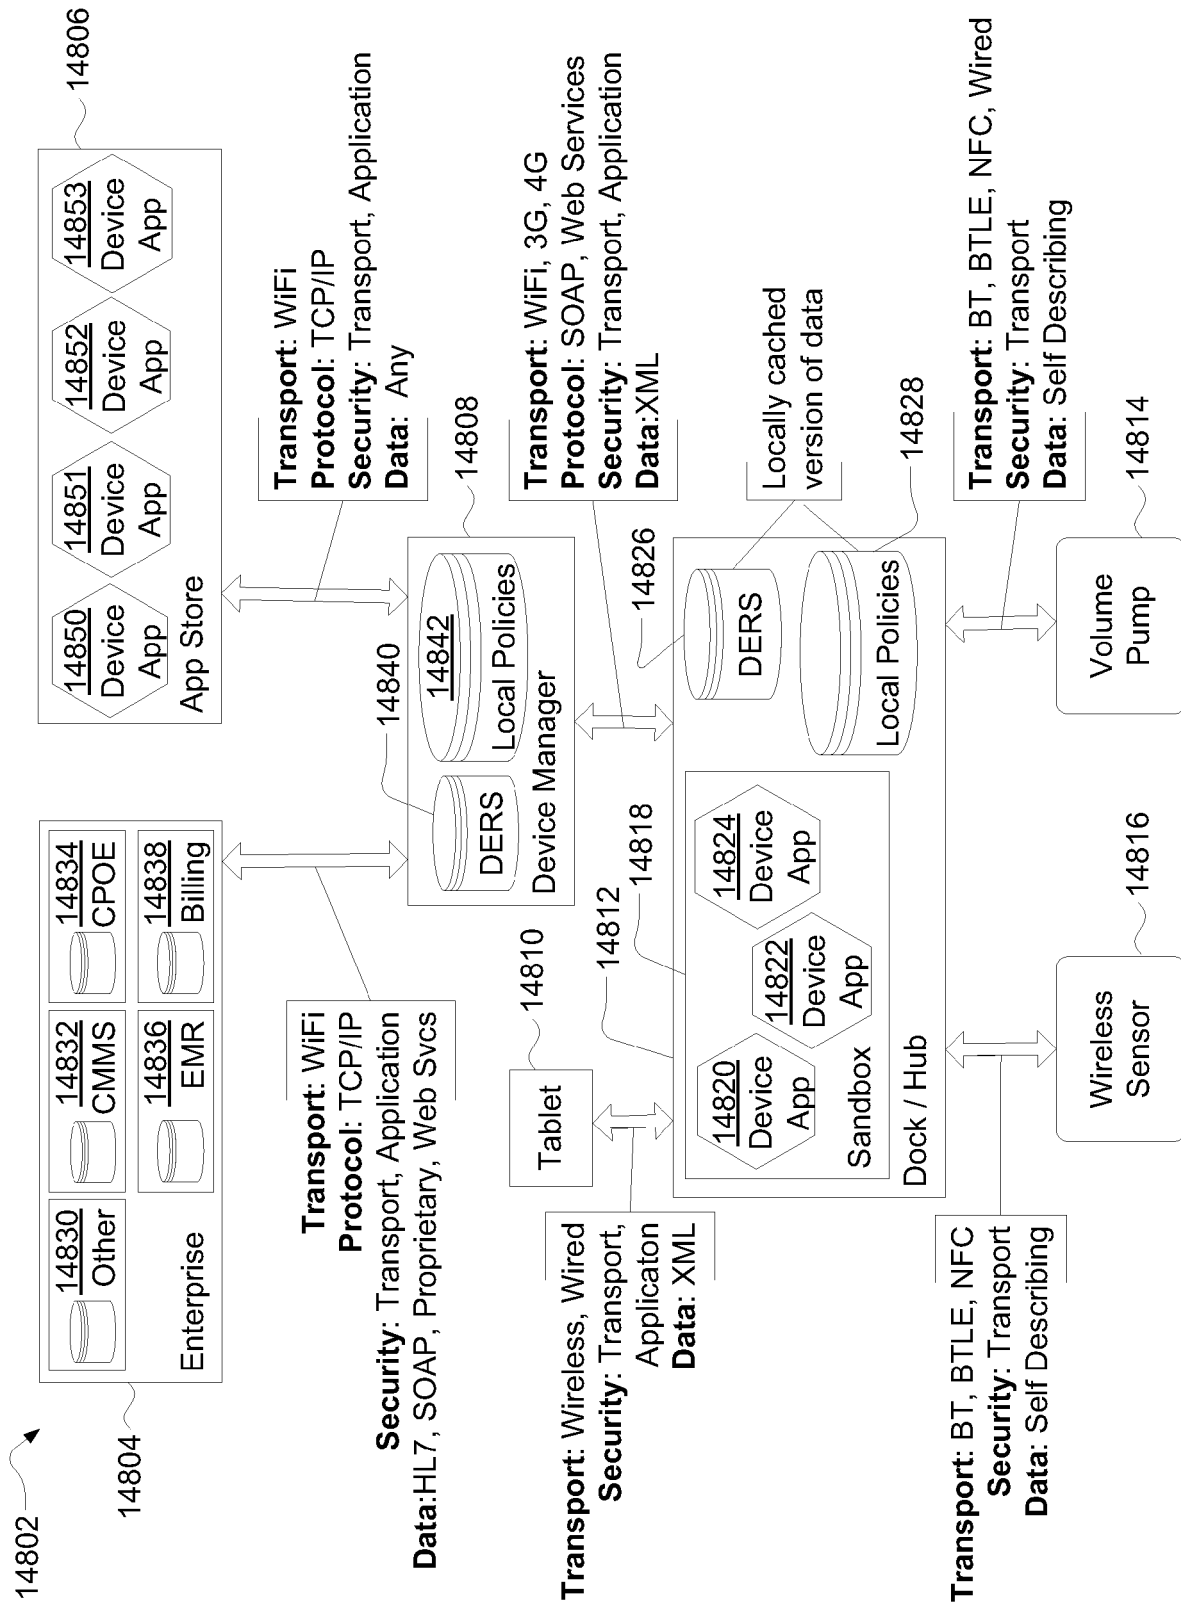 14802
14804
14830
Other
14832
CMMS
14834
CPOE
14836
EMR
14838
Billing
Enterprise
14850
Device
App
14851
Device
App
14852
Device
App
14853
Device
App
App Store
14806
Transport: WiFi
Protocol: TCP/IP
Security: Transport, Application
Data:HL7, SOAP, Proprietary, Web Svcs
Transport: WiFi
Protocol: TCP/IP
Security: Transport, Application
Data: Any
14840
14842
DERS
Local Policies
Device Manager
14808
Transport: WiFi, 3G, 4G
Protocol: SOAP, Web Services
Security: Transport, Application
Data:XML
14810
Tablet
Transport: Wireless, Wired
Security: Transport,
Applicaton
Data: XML
14812
14818
14820
Device
App
14822
Device
App
14824
Device
App
Sandbox
Dock / Hub
14826
DERS
Local Policies
Locally cached
version of data
14828
Transport: BT, BTLE, NFC
Security: Transport
Data: Self Describing
Transport: BT, BTLE, NFC, Wired
Security: Transport
Data: Self Describing
Wireless
Sensor
14816
Volume
Pump
14814